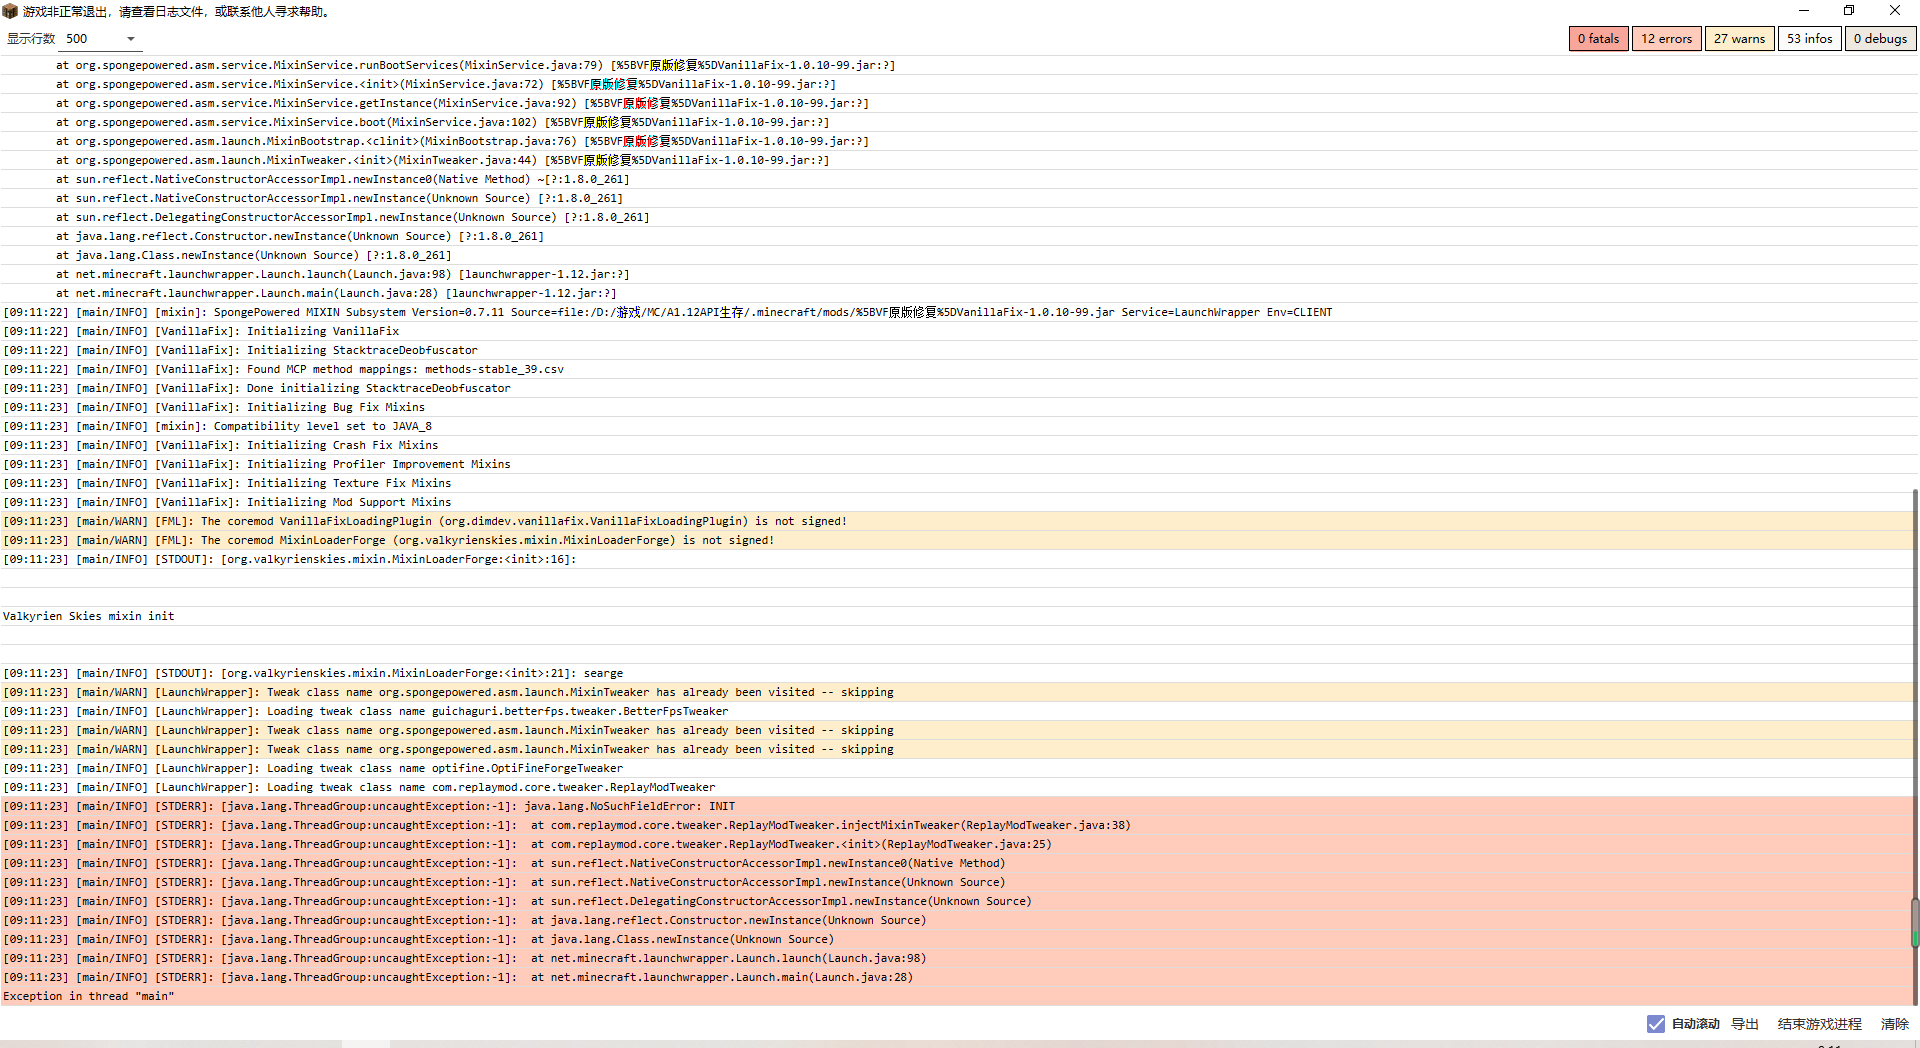 游戏非正常退出，请查看日志文件，或联系他人寻求帮助。
显示行数 500 0 fatals 12 errors 27 warns 53 infos 0 debugs
at org.spongepowered.asm.service.MixinService.runBootServices(MixinService.java:79) [%5BVF原版修复%5DVanillaFix-1.0.10-99.jar:?]
at org.spongepowered.asm.service.MixinService.<init>(MixinService.java:72) [%5BVF原版修复%5DVanillaFix-1.0.10-99.jar:?]
at org.spongepowered.asm.service.MixinService.getInstance(MixinService.java:92) [%5BVF原版修复%5DVanillaFix-1.0.10-99.jar:?]
at org.spongepowered.asm.service.MixinService.boot(MixinService.java:102) [%5BVF原版修复%5DVanillaFix-1.0.10-99.jar:?]
at org.spongepowered.asm.launch.MixinBootstrap.<clinit>(MixinBootstrap.java:76) [%5BVF原版修复%5DVanillaFix-1.0.10-99.jar:?]
at org.spongepowered.asm.launch.MixinTweaker.<init>(MixinTweaker.java:44) [%5BVF原版修复%5DVanillaFix-1.0.10-99.jar:?]
at sun.reflect.NativeConstructorAccessorImpl.newInstance0(Native Method) ~[?:1.8.0_261]
at sun.reflect.NativeConstructorAccessorImpl.newInstance(Unknown Source) [?:1.8.0_261]
at sun.reflect.DelegatingConstructorAccessorImpl.newInstance(Unknown Source) [?:1.8.0_261]
at java.lang.reflect.Constructor.newInstance(Unknown Source) [?:1.8.0_261]
at java.lang.Class.newInstance(Unknown Source) [?:1.8.0_261]
at net.minecraft.launchwrapper.Launch.launch(Launch.java:98) [launchwrapper-1.12.jar:?]
at net.minecraft.launchwrapper.Launch.main(Launch.java:28) [launchwrapper-1.12.jar:?]
[09:11:22] [main/INFO] [mixin]: SpongePowered MIXIN Subsystem Version=0.7.11 Source=file:/D:/游戏/MC/A1.12API生存/.minecraft/mods/%5BVF原版修复%5DVanillaFix-1.0.10-99.jar Service=LaunchWrapper Env=CLIENT
[09:11:22] [main/INFO] [VanillaFix]: Initializing VanillaFix
[09:11:22] [main/INFO] [VanillaFix]: Initializing StacktraceDeobfuscator
[09:11:22] [main/INFO] [VanillaFix]: Found MCP method mappings: methods-stable_39.csv
[09:11:23] [main/INFO] [VanillaFix]: Done initializing StacktraceDeobfuscator
[09:11:23] [main/INFO] [VanillaFix]: Initializing Bug Fix Mixins
[09:11:23] [main/INFO] [mixin]: Compatibility level set to JAVA_8
[09:11:23] [main/INFO] [VanillaFix]: Initializing Crash Fix Mixins
[09:11:23] [main/INFO] [VanillaFix]: Initializing Profiler Improvement Mixins
[09:11:23] [main/INFO] [VanillaFix]: Initializing Texture Fix Mixins
[09:11:23] [main/INFO] [VanillaFix]: Initializing Mod Support Mixins
[09:11:23] [main/WARN] [FML]: The coremod VanillaFixLoadingPlugin (org.dimdev.vanillafix.VanillaFixLoadingPlugin) is not signed!
[09:11:23] [main/WARN] [FML]: The coremod MixinLoaderForge (org.valkyrienskies.mixin.MixinLoaderForge) is not signed!
[09:11:23] [main/INFO] [STDOUT]: [org.valkyrienskies.mixin.MixinLoaderForge:<init>:16]:
Valkyrien Skies mixin init
[09:11:23] [main/INFO] [STDOUT]: [org.valkyrienskies.mixin.MixinLoaderForge:<init>:21]: searge
[09:11:23] [main/WARN] [LaunchWrapper]: Tweak class name org.spongepowered.asm.launch.MixinTweaker has already been visited -- skipping
[09:11:23] [main/INFO] [LaunchWrapper]: Loading tweak class name guichaguri.betterfps.tweaker.BetterFpsTweaker
[09:11:23] [main/WARN] [LaunchWrapper]: Tweak class name org.spongepowered.asm.launch.MixinTweaker has already been visited -- skipping
[09:11:23] [main/WARN] [LaunchWrapper]: Tweak class name org.spongepowered.asm.launch.MixinTweaker has already been visited -- skipping
[09:11:23] [main/INFO] [LaunchWrapper]: Loading tweak class name optifine.OptiFineForgeTweaker
[09:11:23] [main/INFO] [LaunchWrapper]: Loading tweak class name com.replaymod.core.tweaker.ReplayModTweaker
[09:11:23] [main/INFO] [STDERR]: [java.lang.ThreadGroup:uncaughtException:-1]: java.lang.NoSuchFieldError: INIT
[09:11:23] [main/INFO] [STDERR]: [java.lang.ThreadGroup:uncaughtException:-1]: at com.replaymod.core.tweaker.ReplayModTweaker.injectMixinTweaker(ReplayModTweaker.java:38)
[09:11:23] [main/INFO] [STDERR]: [java.lang.ThreadGroup:uncaughtException:-1]: at com.replaymod.core.tweaker.ReplayModTweaker.<init>(ReplayModTweaker.java:25)
[09:11:23] [main/INFO] [STDERR]: [java.lang.ThreadGroup:uncaughtException:-1]: at sun.reflect.NativeConstructorAccessorImpl.newInstance0(Native Method)
[09:11:23] [main/INFO] [STDERR]: [java.lang.ThreadGroup:uncaughtException:-1]: at sun.reflect.NativeConstructorAccessorImpl.newInstance(Unknown Source)
[09:11:23] [main/INFO] [STDERR]: [java.lang.ThreadGroup:uncaughtException:-1]: at sun.reflect.DelegatingConstructorAccessorImpl.newInstance(Unknown Source)
[09:11:23] [main/INFO] [STDERR]: [java.lang.ThreadGroup:uncaughtException:-1]: at java.lang.reflect.Constructor.newInstance(Unknown Source)
[09:11:23] [main/INFO] [STDERR]: [java.lang.ThreadGroup:uncaughtException:-1]: at java.lang.Class.newInstance(Unknown Source)
[09:11:23] [main/INFO] [STDERR]: [java.lang.ThreadGroup:uncaughtException:-1]: at net.minecraft.launchwrapper.Launch.launch(Launch.java:98)
[09:11:23] [main/INFO] [STDERR]: [java.lang.ThreadGroup:uncaughtException:-1]: at net.minecraft.launchwrapper.Launch.main(Launch.java:28)
Exception in thread "main"
自动滚动 导出 结束游戏进程 清除